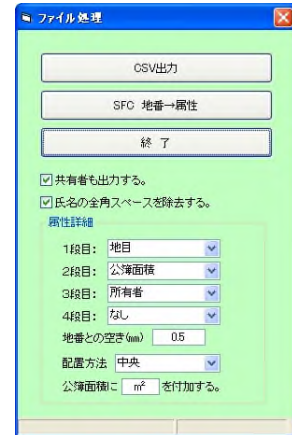 ファイル処理
CSV出力
SFC 地番→属性
終 了
共有者も出力する。
氏名の全角スペースを除去する。
属性詳細
1段目: 地目
2段目: 公簿面積
3段目: 所有者
4段目: なし
地番との空き(mm) 0.5
配置方法 中央
公簿面積に m² を付加する。